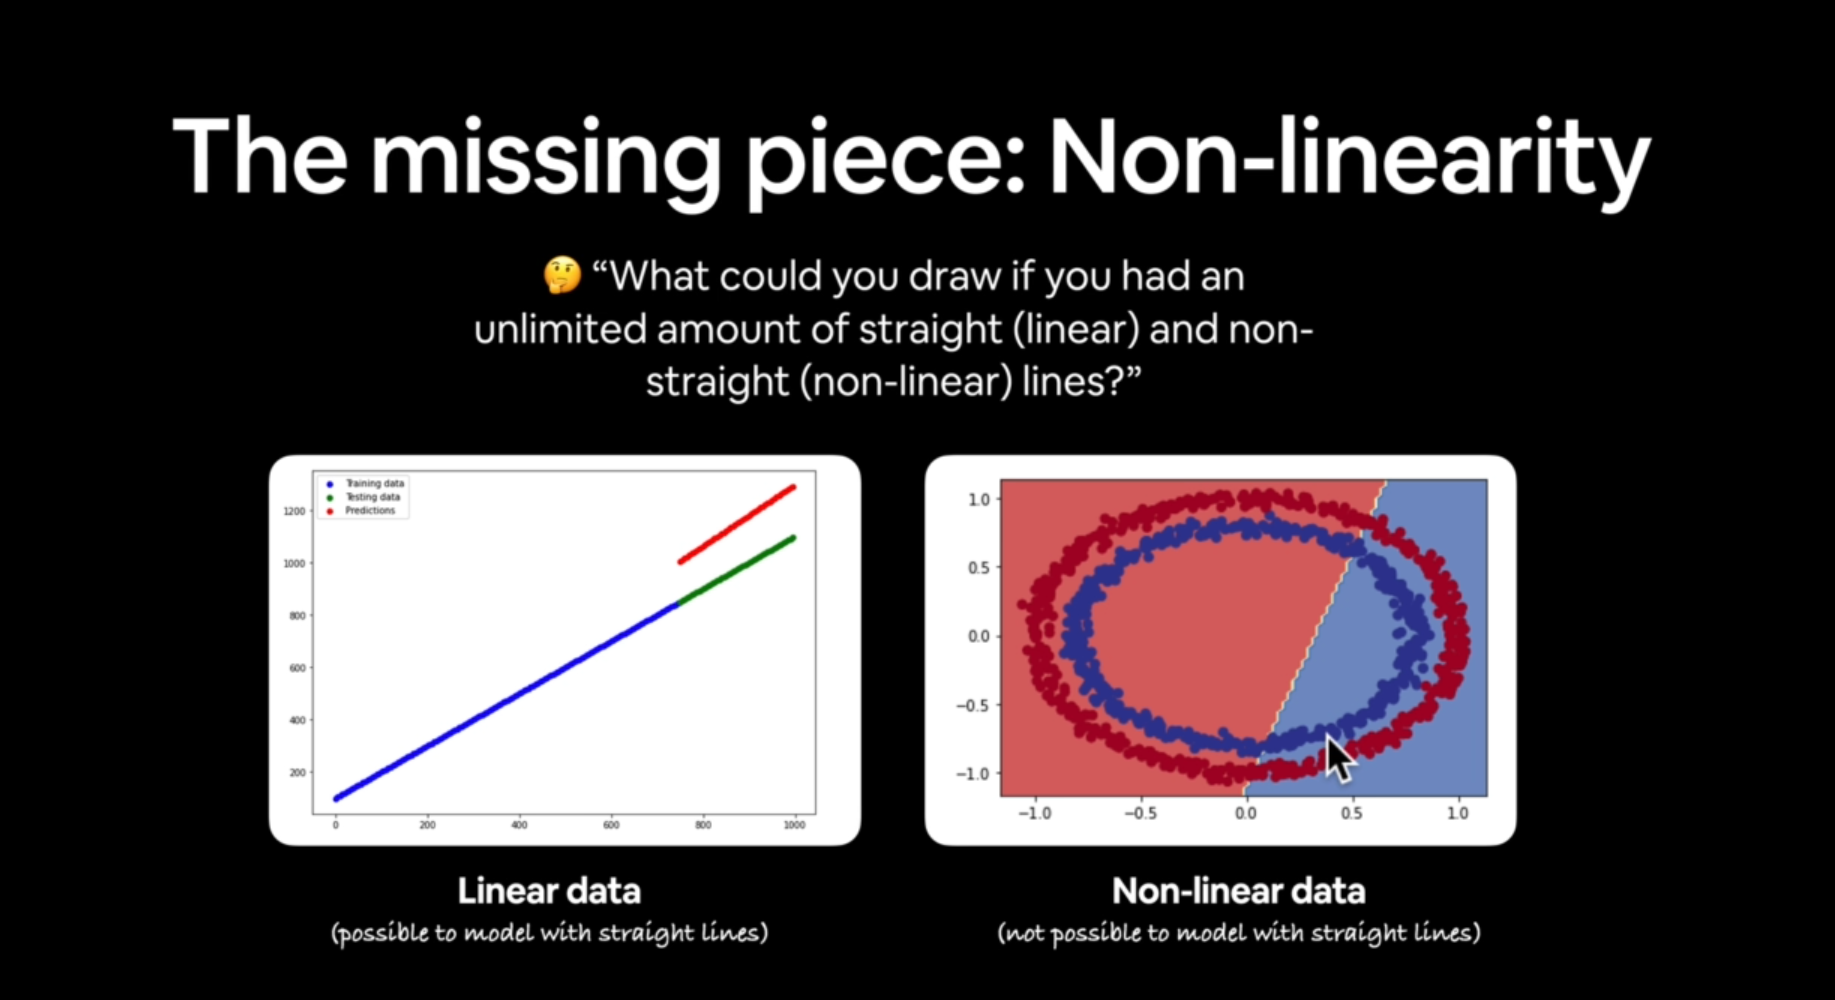 The missing piece: Non-linearity
🤔 “What could you draw if you had an
unlimited amount of straight (linear) and non-
straight (non-linear) lines?”
Training data
Testing data
Predictions
1200
1000
800
600
400
200
0 200 400 600 800 1000
1.0
0.5
0.0
−0.5
−1.0
−1.0 −0.5 0.0 0.5 1.0
Linear data
(possible to model with straight lines)
Non-linear data
(not possible to model with straight lines)